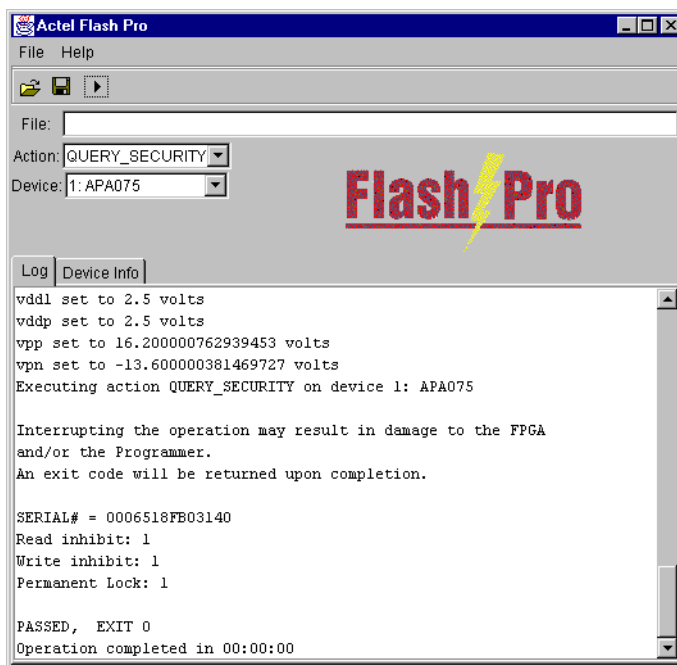 Actel Flash Pro
File Help
File:
Action: QUERY_SECURITY
Device: 1: APA075
Flash Pro
Log Device Info
vddl set to 2.5 volts
vddp set to 2.5 volts
vpp set to 16.200000762939453 volts
vpn set to -13.600000381469727 volts
Executing action QUERY_SECURITY on device 1: APA075
Interrupting the operation may result in damage to the FPGA
and/or the Programmer.
An exit code will be returned upon completion.
SERIAL# = 0006518FB03140
Read inhibit: 1
Write inhibit: 1
Permanent Lock: 1
PASSED, EXIT 0
Operation completed in 00:00:00